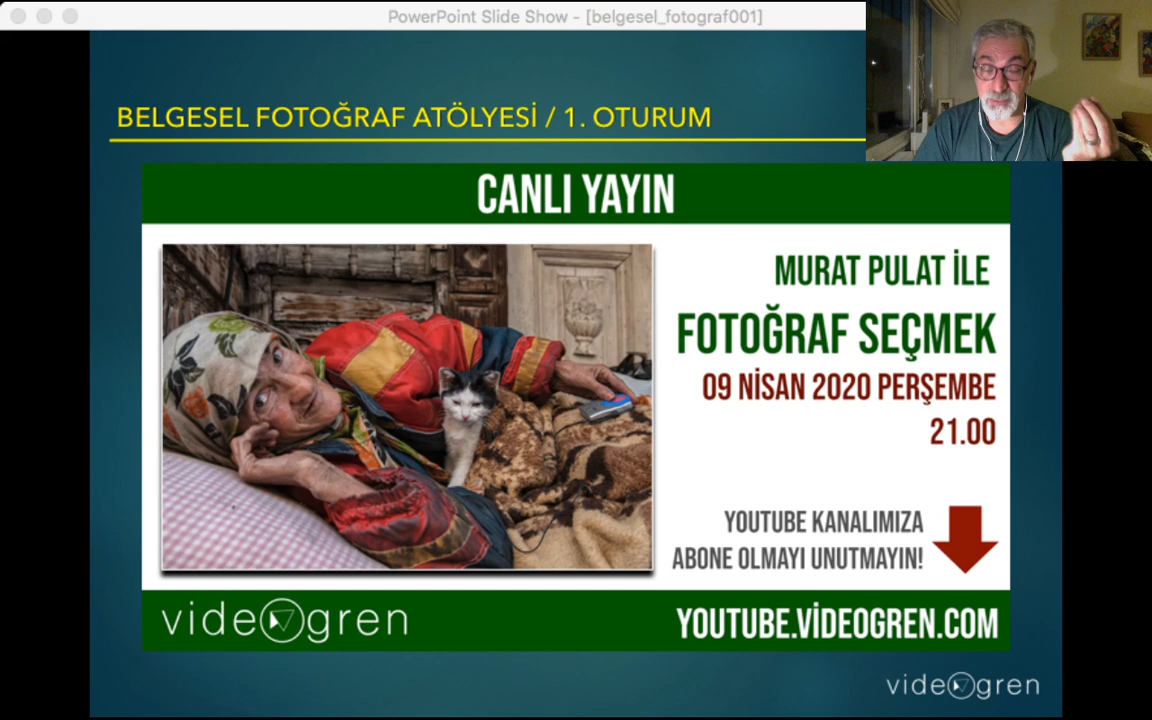 PowerPoint Slide Show - [belgesel_fotograf001]
BELGESEL FOTOĞRAF ATÖLYESİ / 1. OTURUM
CANLI YAYIN
MURAT PULAT İLE
FOTOĞRAF SEÇMEK
09 NİSAN 2020 PERŞEMBE
21.00
YOUTUBE KANALIMIZA
ABONE OLMAYI UNUTMAYIN!
videogren
YOUTUBE.VİDEOGREN.COM
videogren